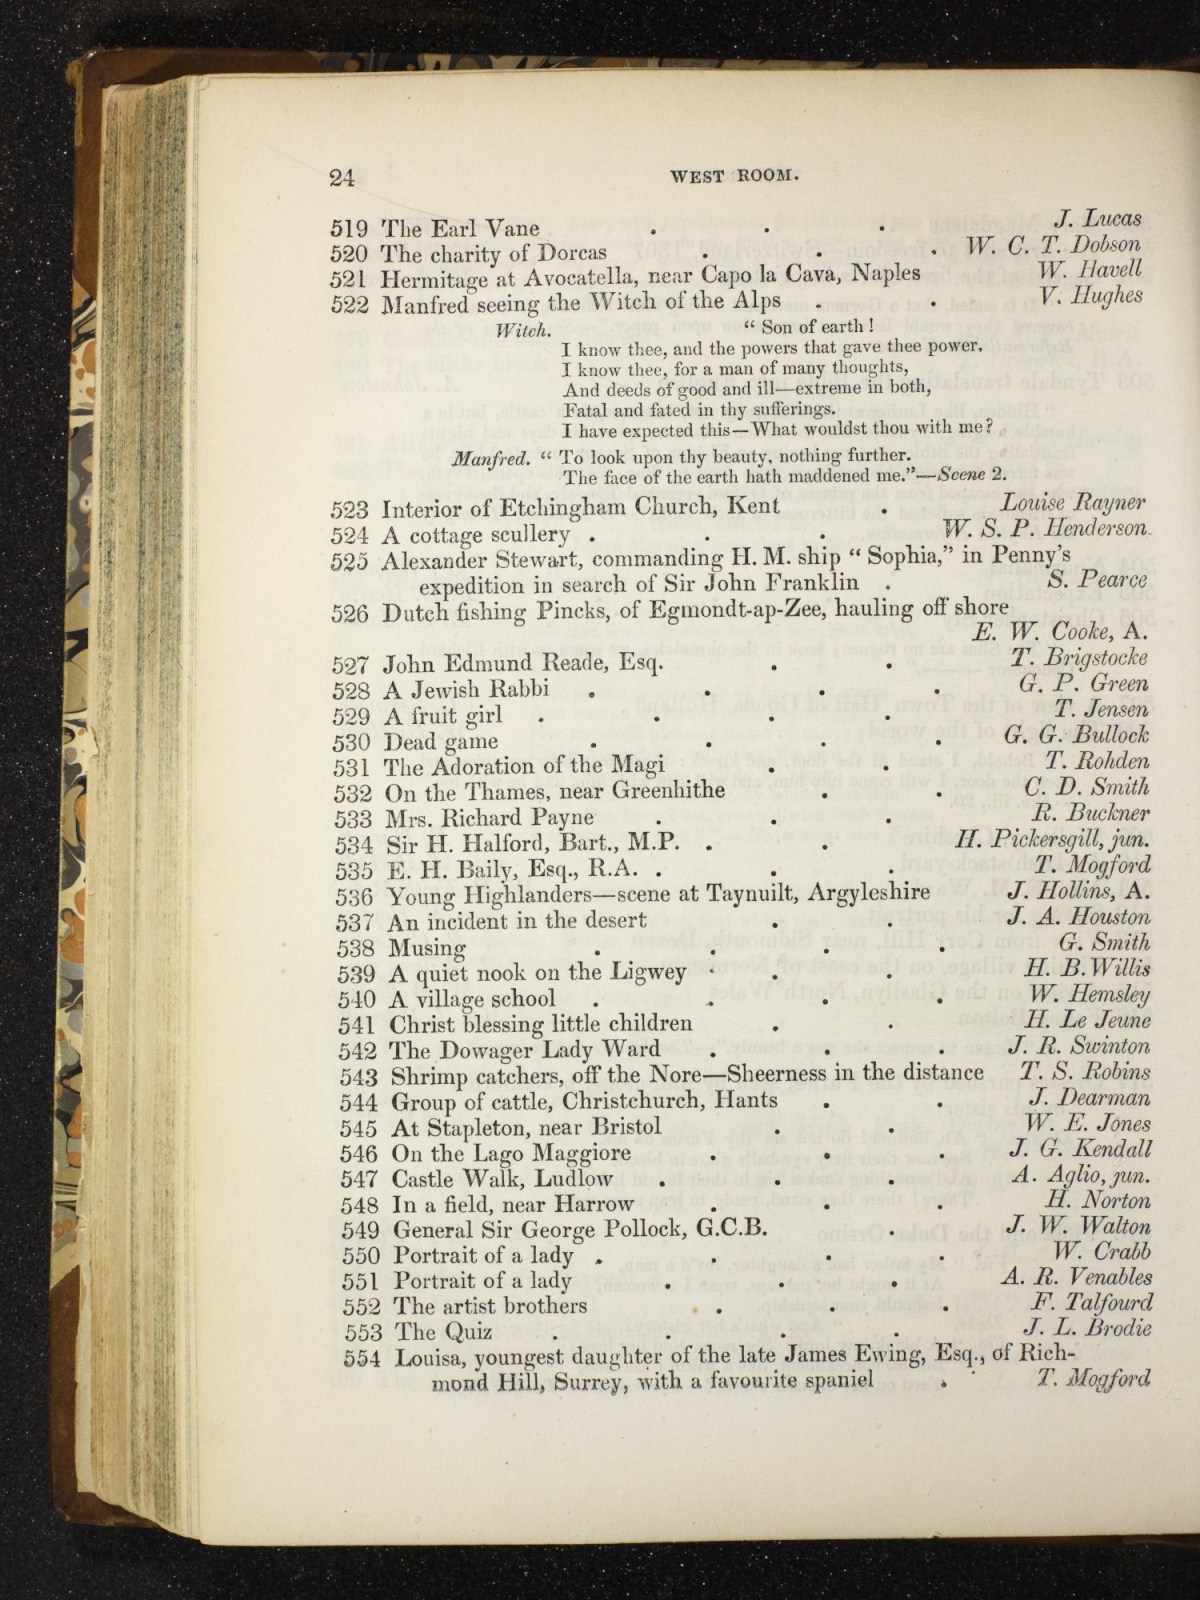 24 WEST ROOM.
519 The Earl Vane . . . J. Lucas
520 The charity of Dorcas . . . W. C. T. Dobson
521 Hermitage at Avocatella, near Capo la Cava, Naples W. Havell
522 Manfred seeing the Witch of the Alps . . V. Hughes
Witch. “ Son of earth !
I know thee, and the powers that gave thee power.
I know thee, for a man of many thoughts,
And deeds of good and ill—extreme in both,
Fatal and fated in thy sufferings.
I have expected this—What wouldst thou with me?
Manfred. “ To look upon thy beauty, nothing further.
The face of the earth hath maddened me.”—Scene 2.
523 Interior of Etchingham Church, Kent . Louise Rayner
524 A cottage scullery . . . W. S. P. Henderson
525 Alexander Stewart, commanding H. M. ship “ Sophia,” in Penny’s
expedition in search of Sir John Franklin . S. Pearce
526 Dutch fishing Pincks, of Egmondt-ap-Zee, hauling off shore
E. W. Cooke, A.
527 John Edmund Reade, Esq. . . T. Brigstocke
528 A Jewish Rabbi . . . . G. P. Green
529 A fruit girl . . . . T. Jensen
530 Dead game . . . . G. G. Bullock
531 The Adoration of the Magi . . T. Rohden
532 On the Thames, near Greenhithe . . C. D. Smith
533 Mrs. Richard Payne . . . R. Buckner
534 Sir H. Halford, Bart., M.P. . . H. Pickersgill, jun.
535 E. H. Baily, Esq., R.A. . . . T. Mogford
536 Young Highlanders—scene at Taynuilt, Argyleshire J. Hollins, A.
537 An incident in the desert . . J. A. Houston
538 Musing . . . . G. Smith
539 A quiet nook on the Ligwey . . . H. B. Willis
540 A village school . . . . W. Hemsley
541 Christ blessing little children . . H. Le Jeune
542 The Dowager Lady Ward . . . J. R. Swinton
543 Shrimp catchers, off the Nore—Sheerness in the distance T. S. Robins
544 Group of cattle, Christchurch, Hants . . J. Dearman
545 At Stapleton, near Bristol . . W. E. Jones
546 On the Lago Maggiore . . . J. G. Kendall
547 Castle Walk, Ludlow . . . A. Aglio, jun.
548 In a field, near Harrow . . . H. Norton
549 General Sir George Pollock, G.C.B. . J. W. Walton
550 Portrait of a lady . . . . W. Crabb
551 Portrait of a lady . . . A. R. Venables
552 The artist brothers . . . F. Talfourd
553 The Quiz . . . . J. L. Brodie
554 Louisa, youngest daughter of the late James Ewing, Esq., of Rich-
mond Hill, Surrey, with a favourite spaniel . T. Mogford